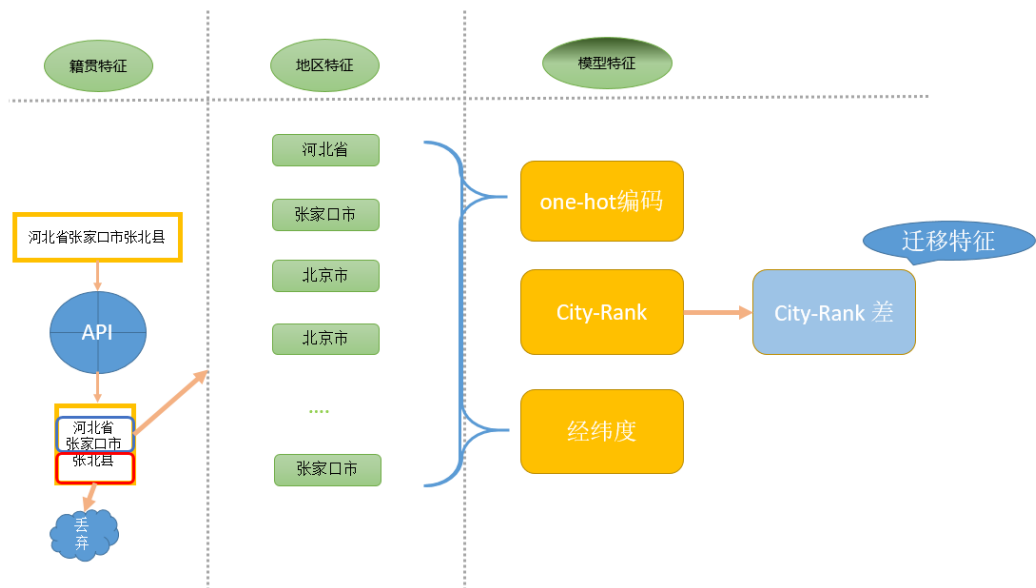 籍贯特征
地区特征
模型特征
河北省张家口市张北县
API
河北省
张家口市
张北县
丢
弃
河北省
张家口市
北京市
北京市
....
张家口市
one-hot编码
City-Rank
经纬度
City-Rank 差
迁移特征